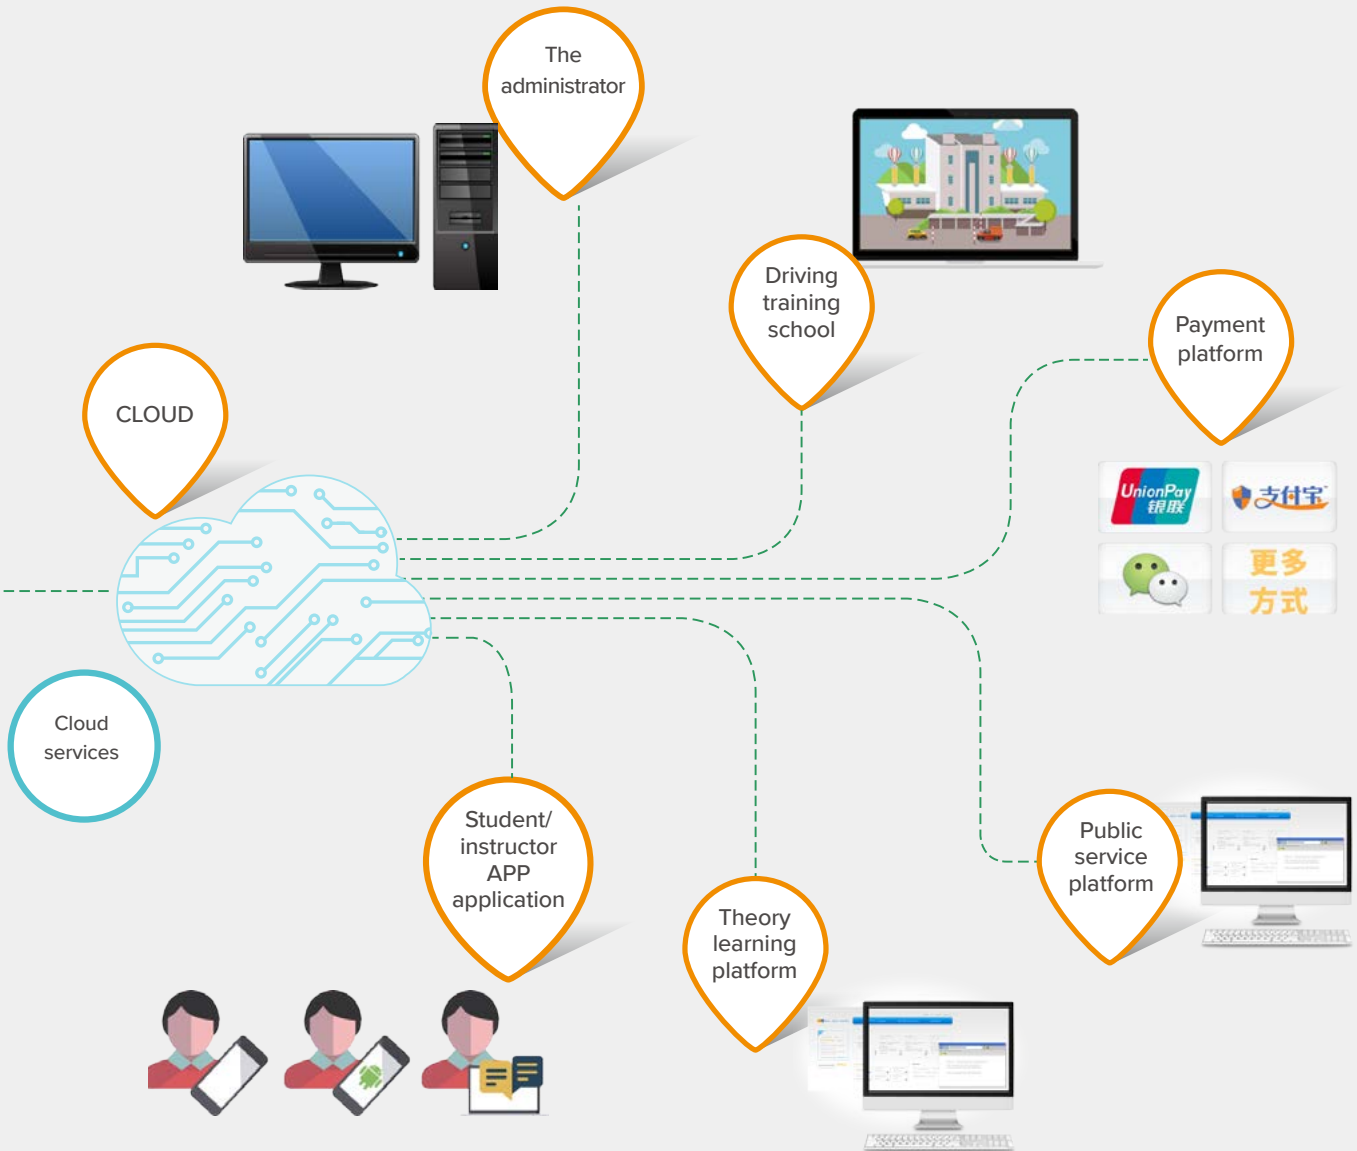 The
administrator
Driving
training
school
Payment
platform
CLOUD
UnionPay
银联
支付宝
更多
方式
Cloud
services
Student/
instructor
APP
application
Public
service
platform
Theory
learning
platform